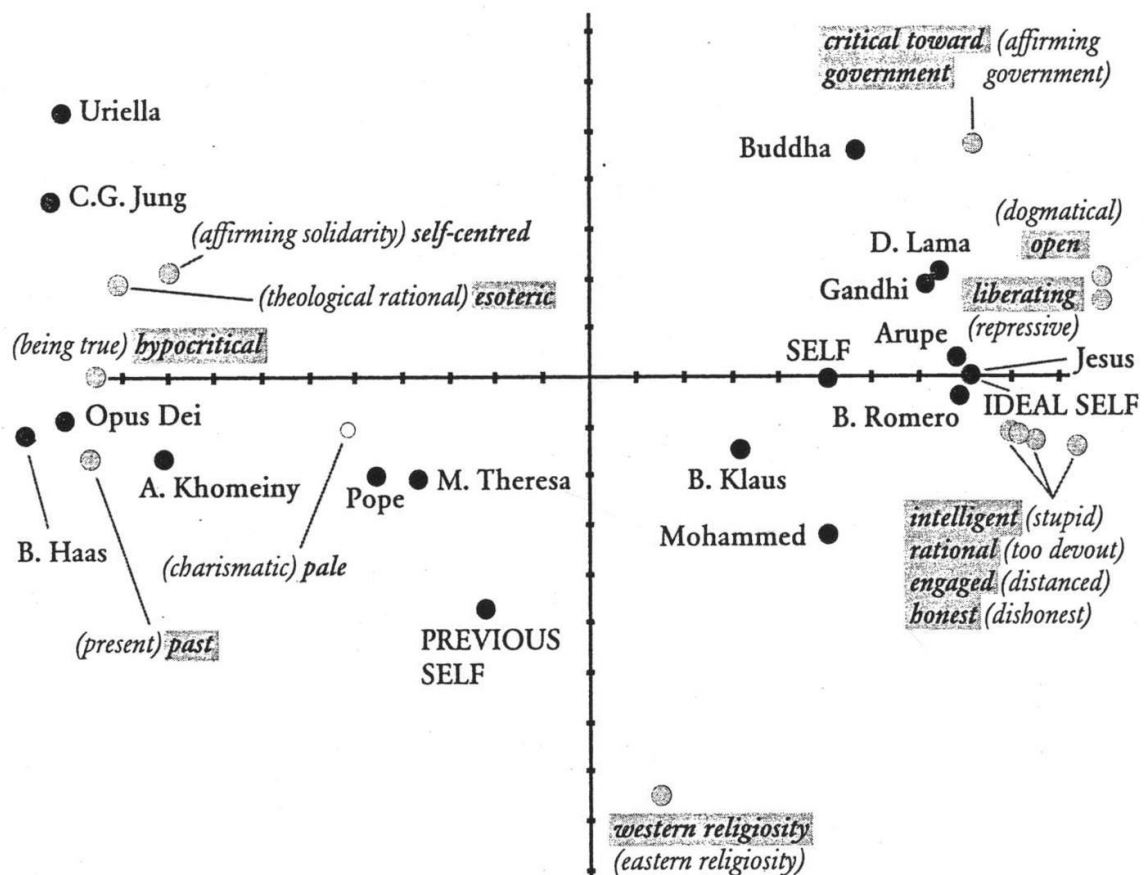 critical toward (affirming
government government)
Uriella
Buddha
C.G. Jung
(dogmatical)
open
(affirming solidarity) self-centred
D. Lama
Gandhi
(theological rational) esoteric
liberating
(repressive)
(being true) hypocritical
SELF
Arupe
Jesus
Opus Dei
B. Romero
IDEAL SELF
A. Khomeiny
Pope
M. Theresa
B. Klaus
B. Haas
(charismatic) pale
Mohammed
intelligent (stupid)
rational (too devout)
engaged (distanced)
honest (dishonest)
(present) past
PREVIOUS
SELF
western religiosity
(eastern religiosity)